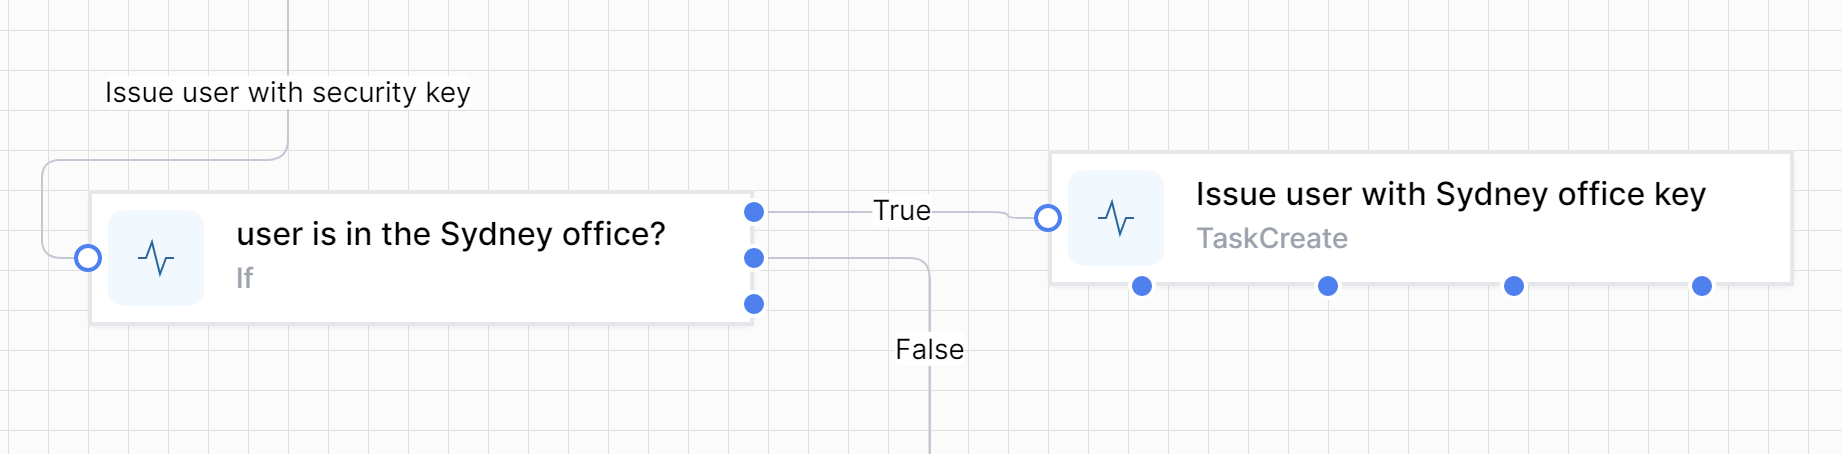 Issue user with security key
user is in the Sydney office?
If
True
False
Issue user with Sydney office key
TaskCreate